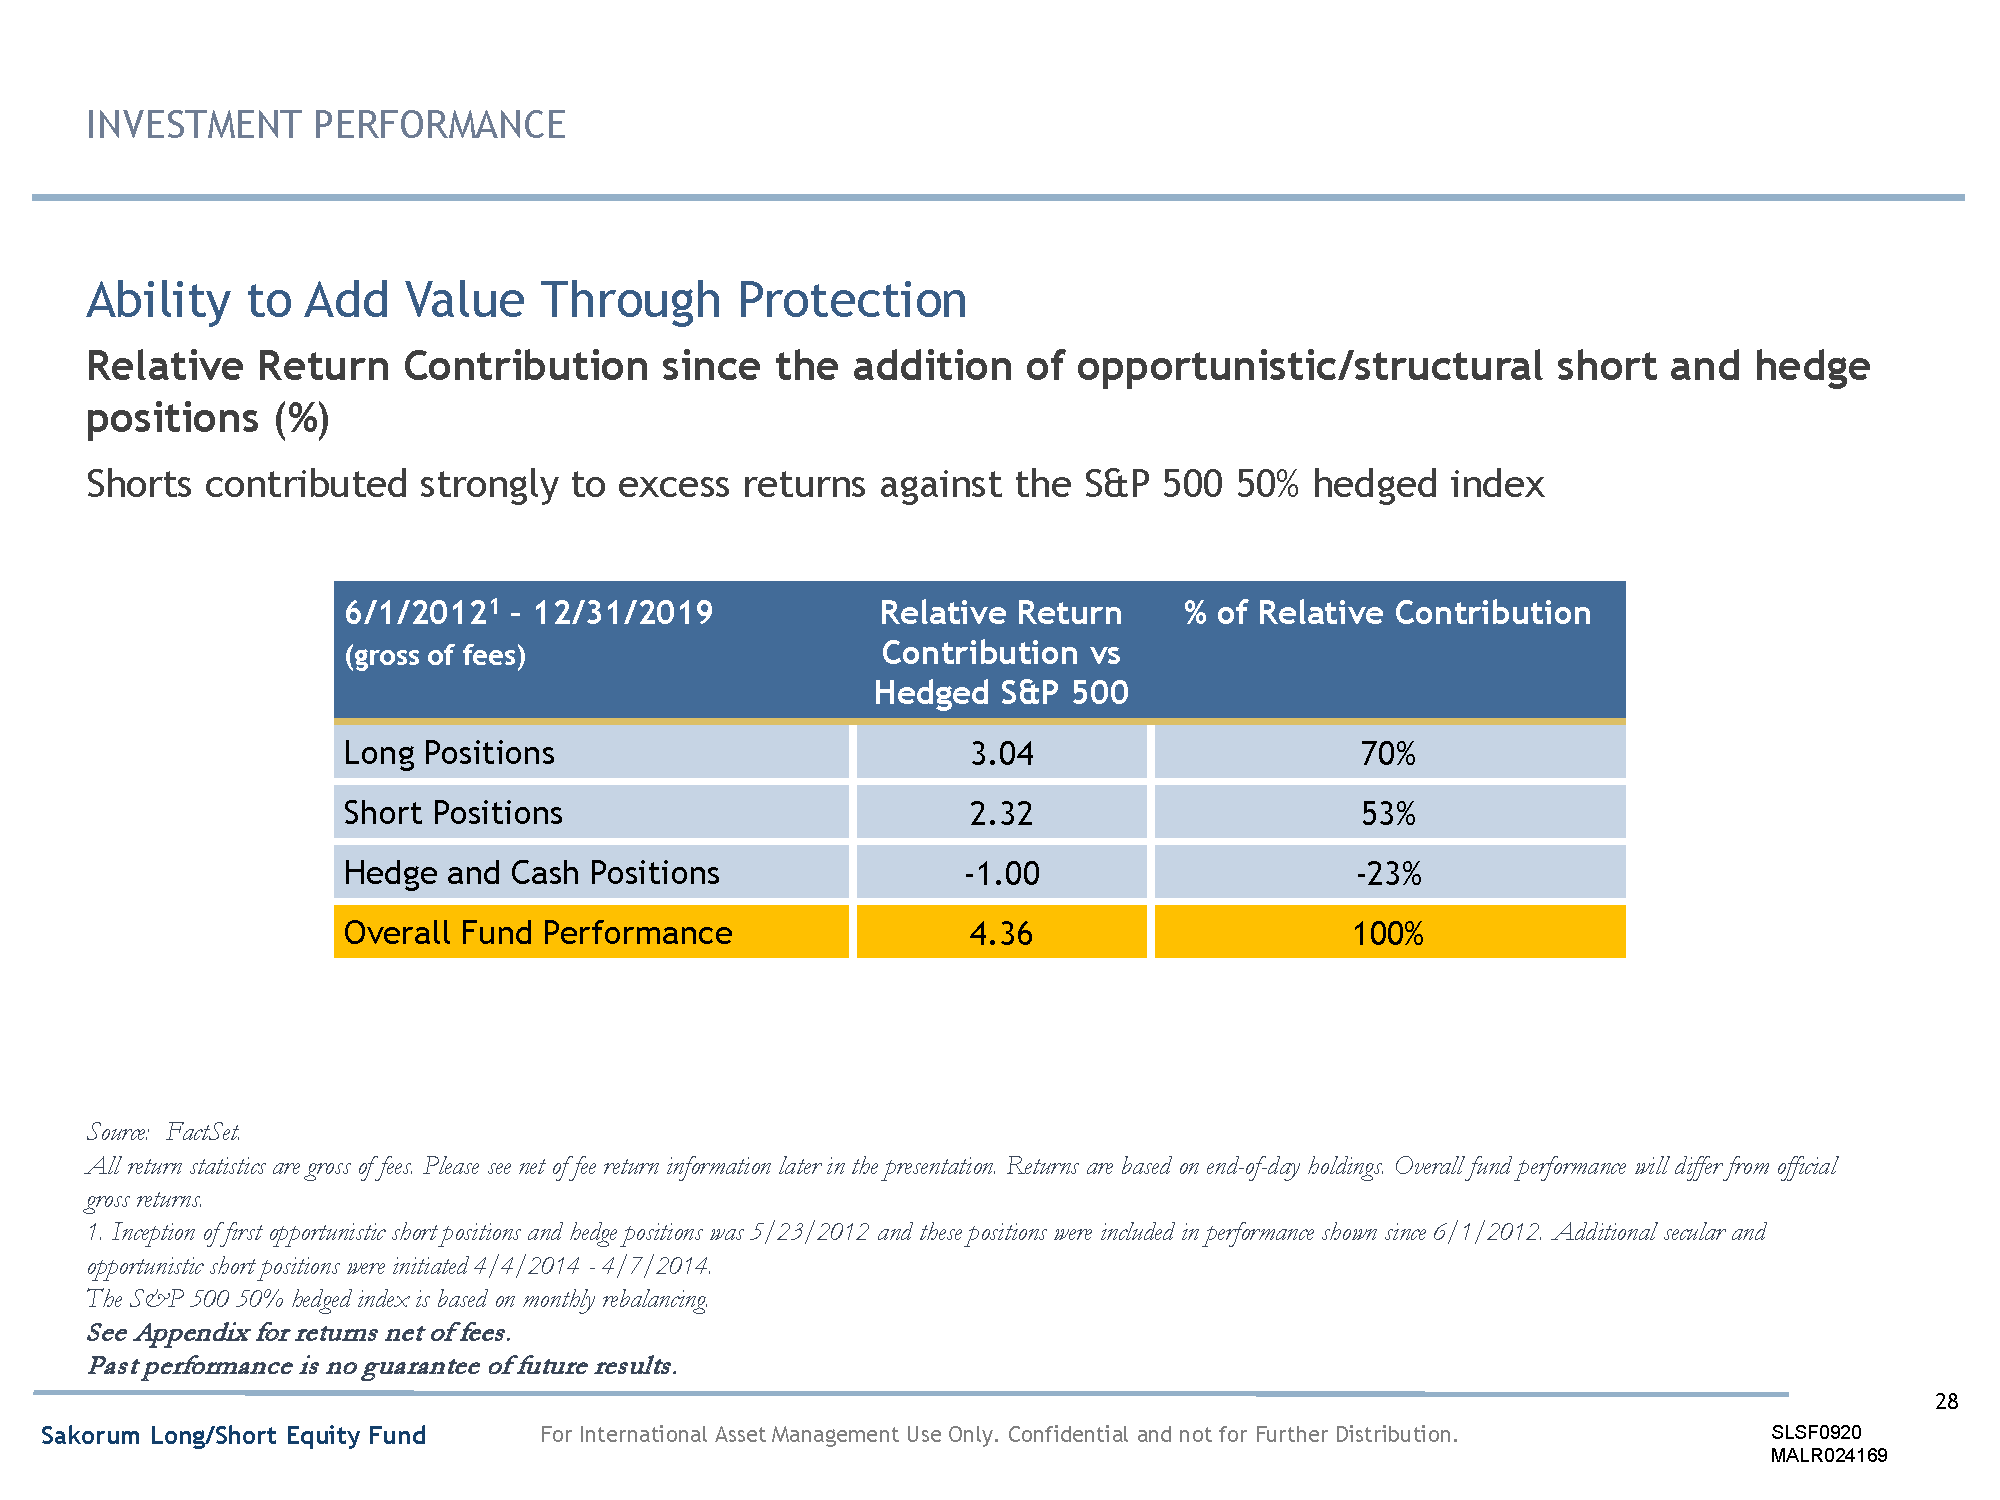 INVESTMENT PERFORMANCE
Ability to Add Value Through Protection
Relative Return Contribution since the addition of opportunistic/structural short and hedge
positions (%)
Shorts contributed strongly to excess returns against the S&P 500 50% hedged index
6/1/2012¹ – 12/31/2019
(gross of fees)
Relative Return
Contribution vs
Hedged S&P 500
% of Relative Contribution
Long Positions 3.04 70%
Short Positions 2.32 53%
Hedge and Cash Positions -1.00 -23%
Overall Fund Performance 4.36 100%
Source: FactSet.
All return statistics are gross of fees. Please see net of fee return information later in the presentation. Returns are based on end-of-day holdings. Overall fund performance will differ from official
gross returns.
1. Inception of first opportunistic short positions and hedge positions was 5/23/2012 and these positions were included in performance shown since 6/1/2012. Additional secular and
opportunistic short positions were initiated 4/4/2014 - 4/7/2014.
The S&P 500 50% hedged index is based on monthly rebalancing.
See Appendix for returns net of fees.
Past performance is no guarantee of future results.
28
Sakorum Long/Short Equity Fund
For International Asset Management Use Only. Confidential and not for Further Distribution.
SLSF0920
MALR024169